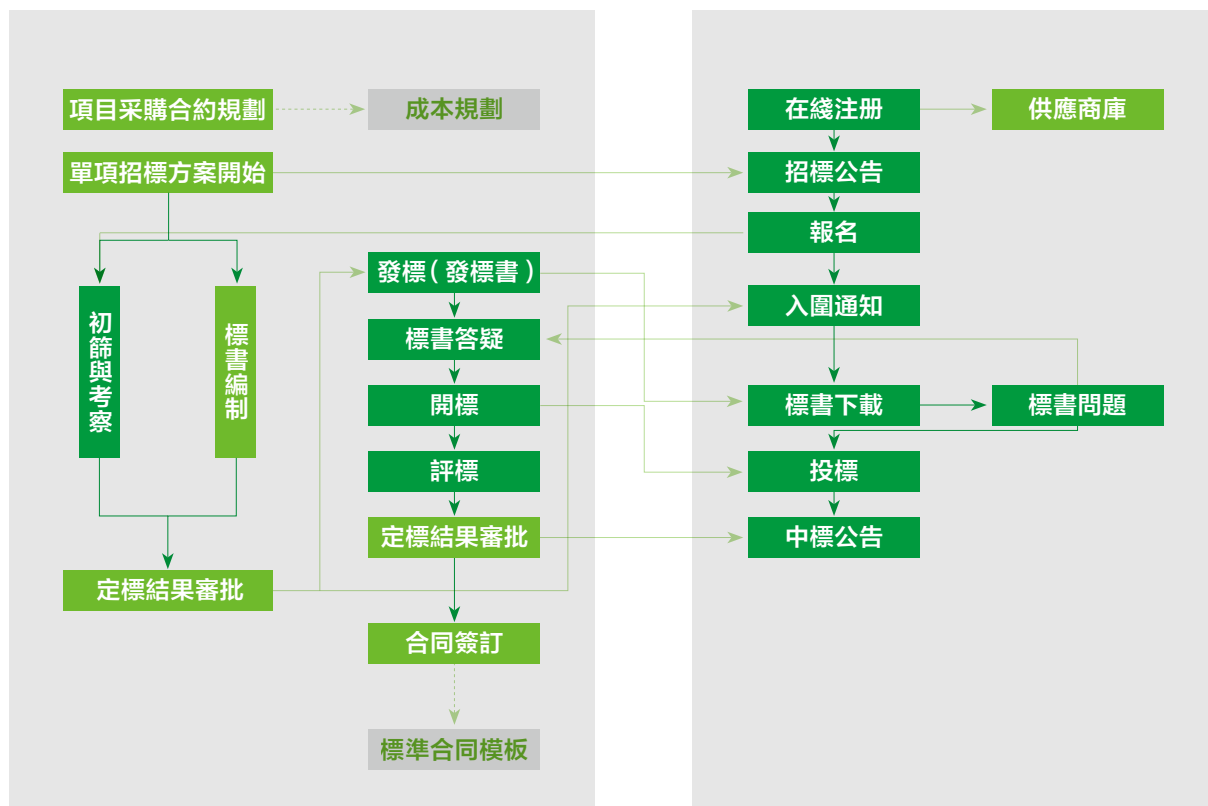 項目采購合約規劃
成本規劃
單項招標方案開始
初篩與考察
標書編制
定標結果審批
發標（發標書）
標書答疑
開標
評標
定標結果審批
合同簽訂
標準合同模板
在綫注册
供應商庫
招標公告
報名
入圍通知
標書下載
標書問題
投標
中標公告